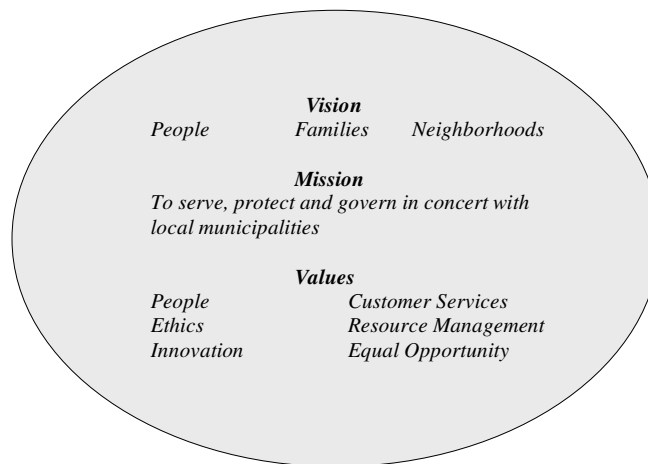 Vision
People Families Neighborhoods
Mission
To serve, protect and govern in concert with
local municipalities
Values
People Customer Services
Ethics Resource Management
Innovation Equal Opportunity